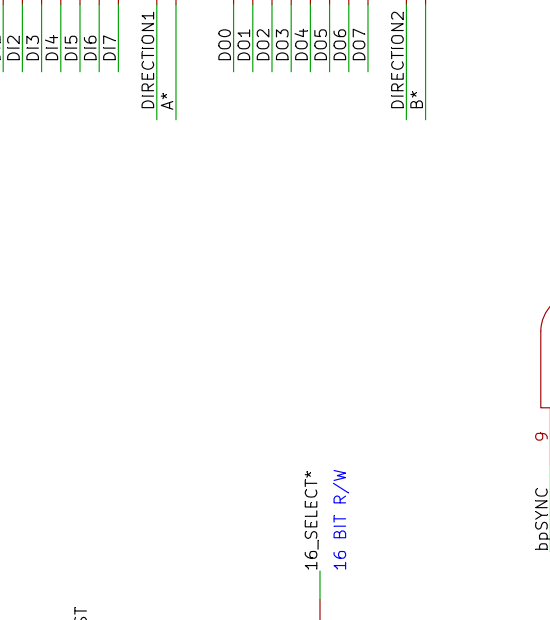 DI2
DI3
DI4
DI5
DI6
DI7
DIRECTION1
A*
DO0
DO1
DO2
DO3
DO4
DO5
DO6
DO7
DIRECTION2
B*
9
bpSYNC
16_SELECT*
16 BIT R/W